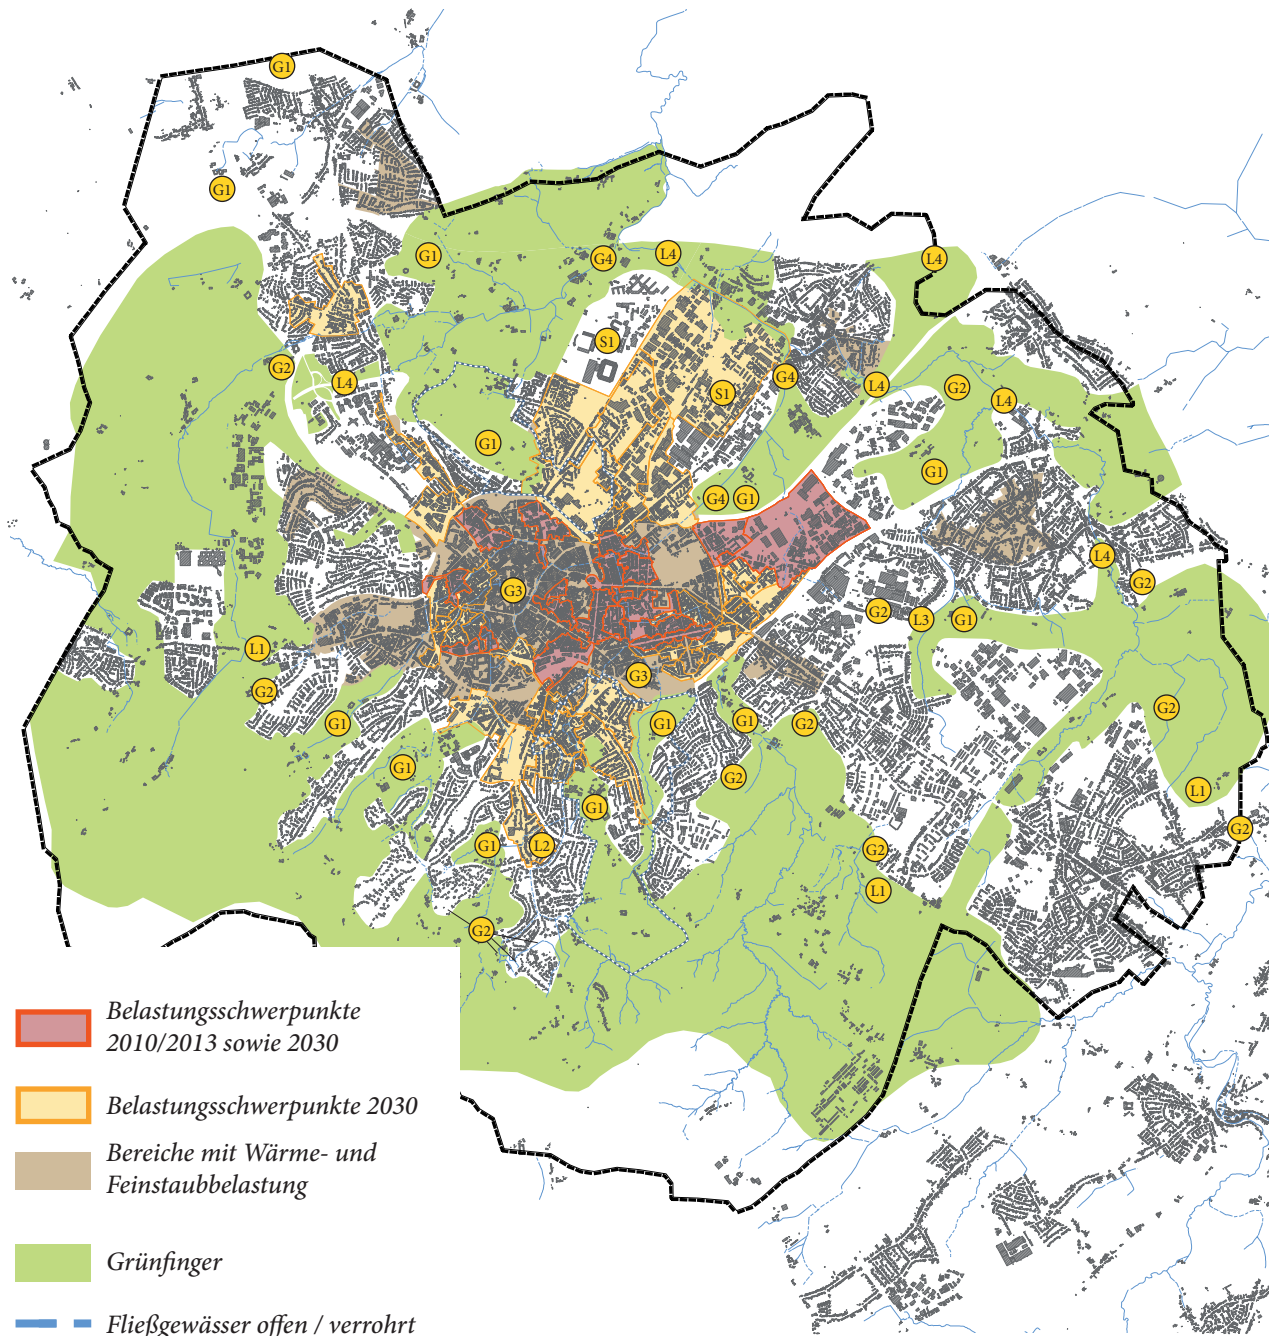 G1
G1
G1
G4
L4
L4
S1
G2
L4
S1
G4
L4
G2
L4
G1
G1
G4
G1
L4
G2
G3
G2
L3
G1
L1
G3
G2
G1
G1
G1
G2
G2
G1
G2
L1
G1
G2
G1
L2
G2
L1
G2
Belastungsschwerpunkte
2010/2013 sowie 2030
Belastungsschwerpunkte 2030
Bereiche mit Wärme- und
Feinstaubbelastung
Grünfinger
Fließgewässer offen / verrohrt